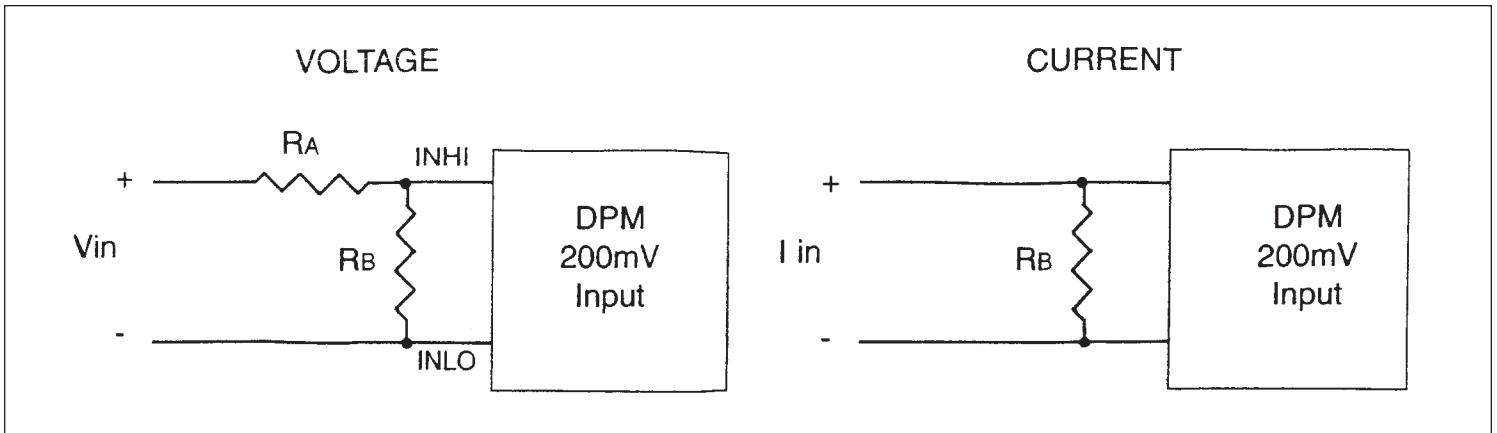 VOLTAGE
RA
INHI
+
Vin
RB
-
INLO
DPM
200mV
Input
CURRENT
+
I in
RB
-
DPM
200mV
Input